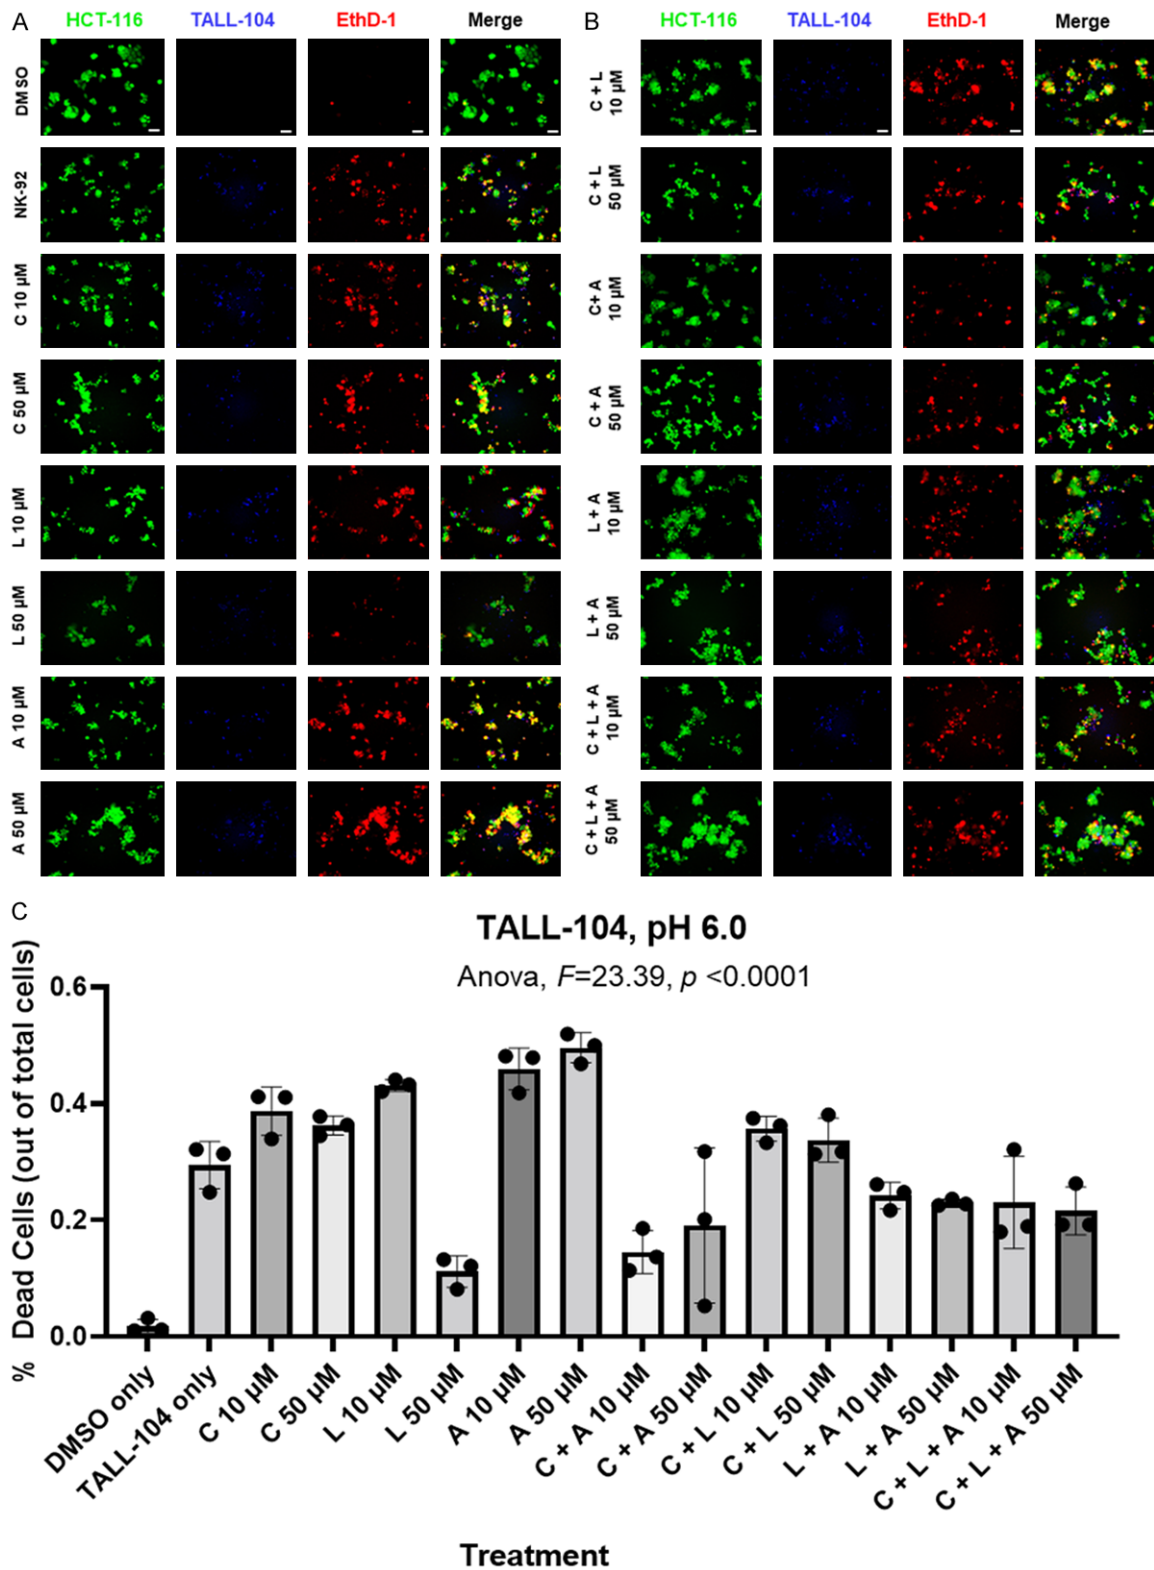 A
HCT-116 TALL-104 EthD-1 Merge
DMSO
NK-92
C 10 µM
C 50 µM
L 10 µM
L 50 µM
A 10 µM
A 50 µM
B
HCT-116 TALL-104 EthD-1 Merge
C + L
10 µM
C + L
50 µM
C+ A
10 µM
C + A
50 µM
L + A
10 µM
L + A
50 µM
C + L + A
10 µM
C + L + A
50 µM
C
TALL-104, pH 6.0
Anova, F=23.39, p <0.0001
% Dead Cells (out of total cells)
0.6
0.4
0.2
0.0
DMSO only
TALL-104 only
C 10 µM
C 50 µM
L 10 µM
L 50 µM
A 10 µM
A 50 µM
C + A 10 µM
C + A 50 µM
C + L 10 µM
C + L 50 µM
L + A 10 µM
L + A 50 µM
C + L + A 10 µM
C + L + A 50 µM
Treatment